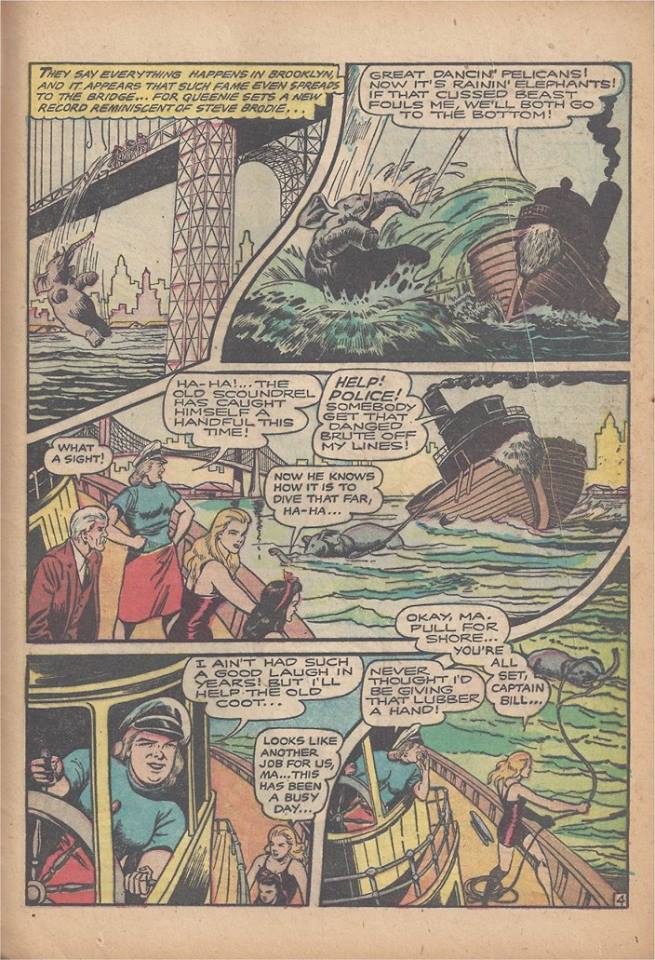 THEY SAY EVERYTHING HAPPENS IN BROOKLYN,
AND IT APPEARS THAT SUCH FAME EVEN SPREADS
TO THE BRIDGE... FOR QUEENIE SETS A NEW
RECORD REMINISCENT OF STEVE BRODIE...
GREAT DANCIN' PELICANS!
NOW IT'S RAININ' ELEPHANTS!
IF THAT CUSSED BEAST
FOULS ME, WE'LL BOTH GO
TO THE BOTTOM!
WHAT
A SIGHT!
HA-HA!... THE
OLD SCOUNDREL
HAS CAUGHT
HIMSELF A
HANDFUL THIS
TIME!
HELP!
POLICE!
SOMEBODY
GET THAT
DANGED
BRUTE OFF
MY LINES!
NOW HE KNOWS
HOW IT IS TO
DIVE THAT FAR,
HA-HA...
I AIN'T HAD SUCH
A GOOD LAUGH IN
YEARS! BUT I'LL
HELP THE OLD
COOT...
LOOKS LIKE
ANOTHER
JOB FOR US,
MA... THIS
HAS BEEN
A BUSY
DAY...
NEVER
THOUGHT I'D
BE GIVING
THAT LUBBER
A HAND!
OKAY, MA.
PULL FOR
SHORE...
YOU'RE
ALL
SET,
CAPTAIN
BILL...
4